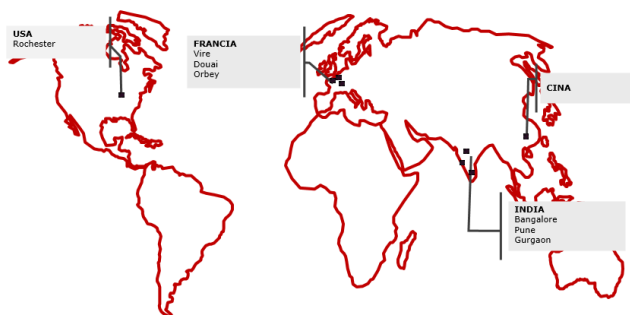 USA
Rochester
FRANCIA
Vire
Douai
Orbey
CINA
INDIA
Bangalore
Pune
Gurgaon